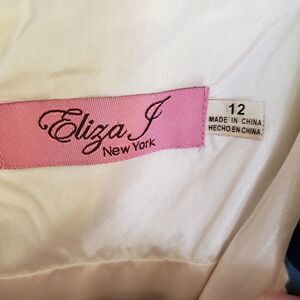 Eliza J
New York
12
MADE IN CHINA
HECHO EN CHINA